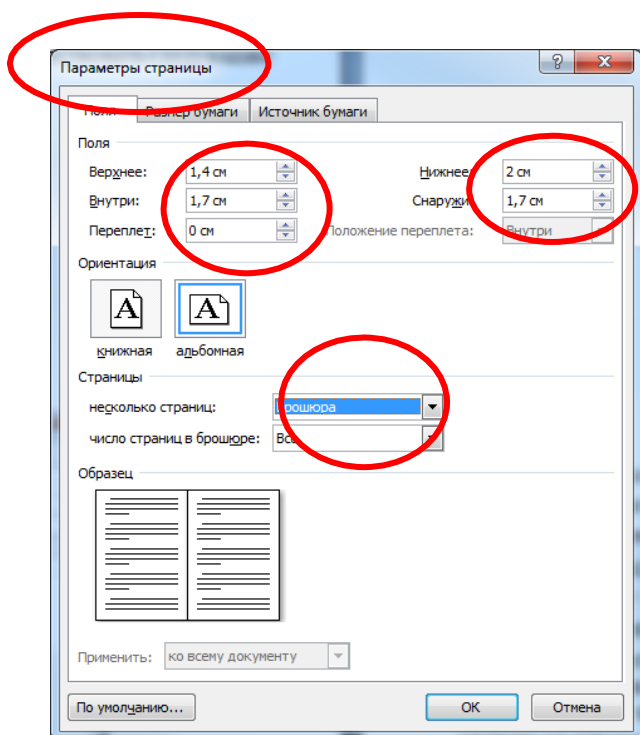 Параметры страницы
Поля Размер бумаги Источник бумаги
Поля
Верхнее: 1,4 см Нижнее: 2 см
Внутри: 1,7 см Снаружи: 1,7 см
Переплет: 0 см Положение переплета: Внутри
Ориентация
A A
книжная альбомная
Страницы
несколько страниц: Брошюра
число страниц в брошюре: Все
Образец
Применить: ко всему документу
По умолчанию... ОК Отмена